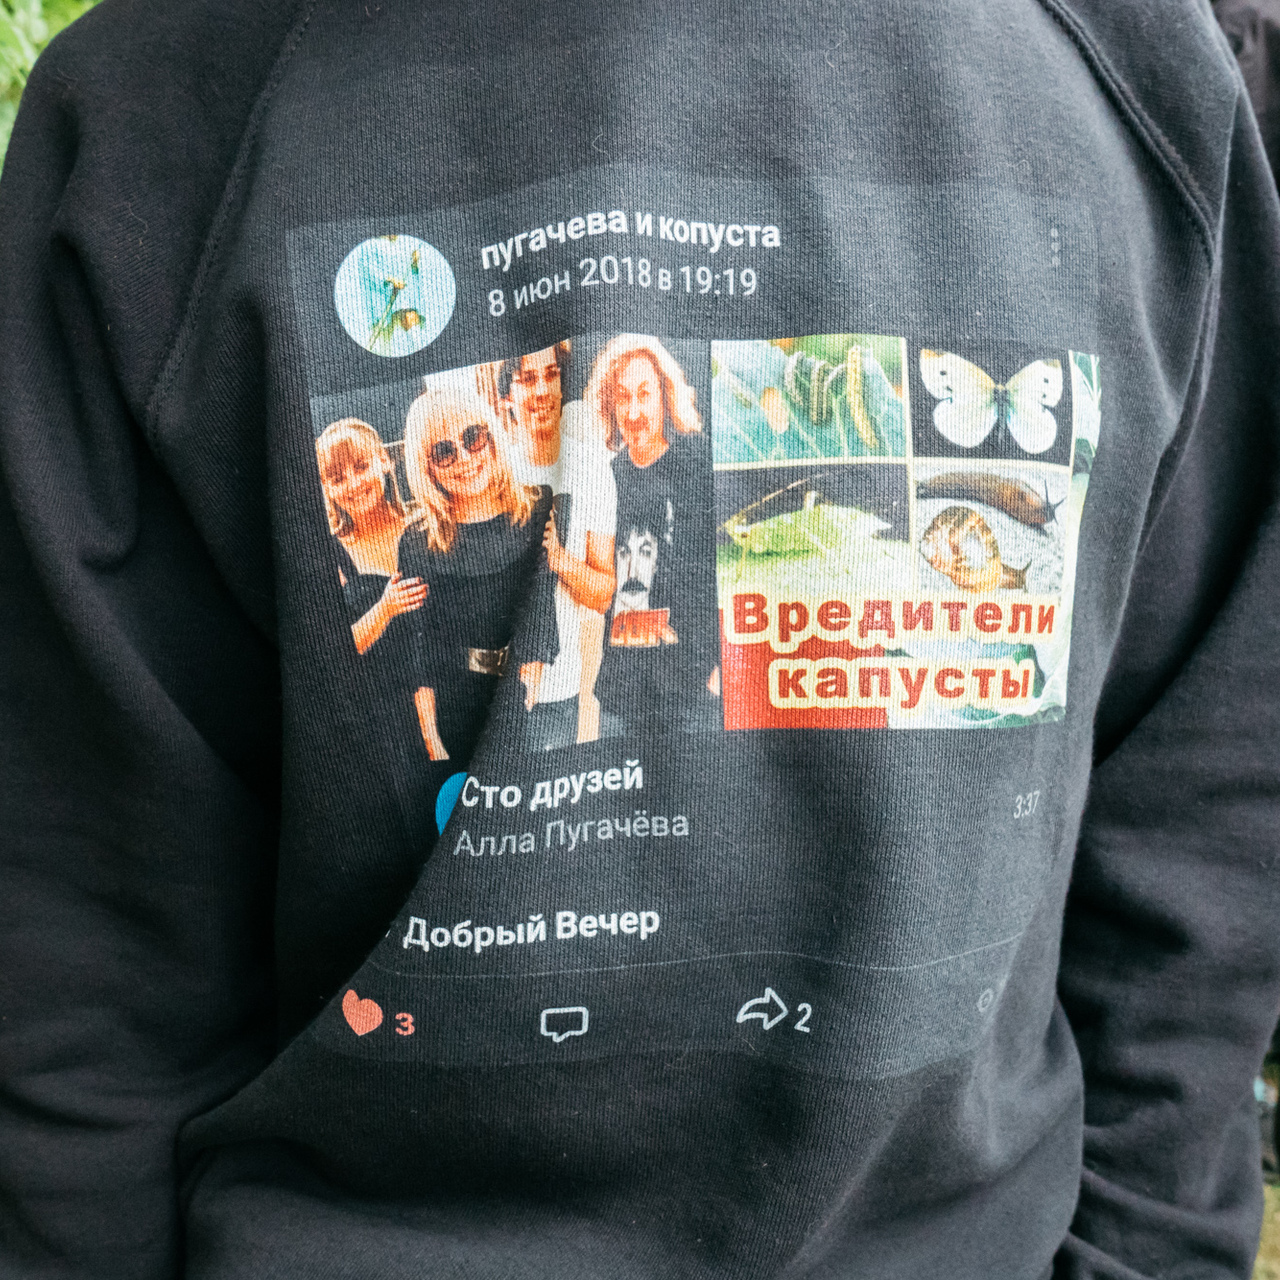 пугачева и копуста
8 июн 2018 в 19:19
Вредители
капусты
Сто друзей
3:37
Алла Пугачёва
Добрый Вечер
3
2